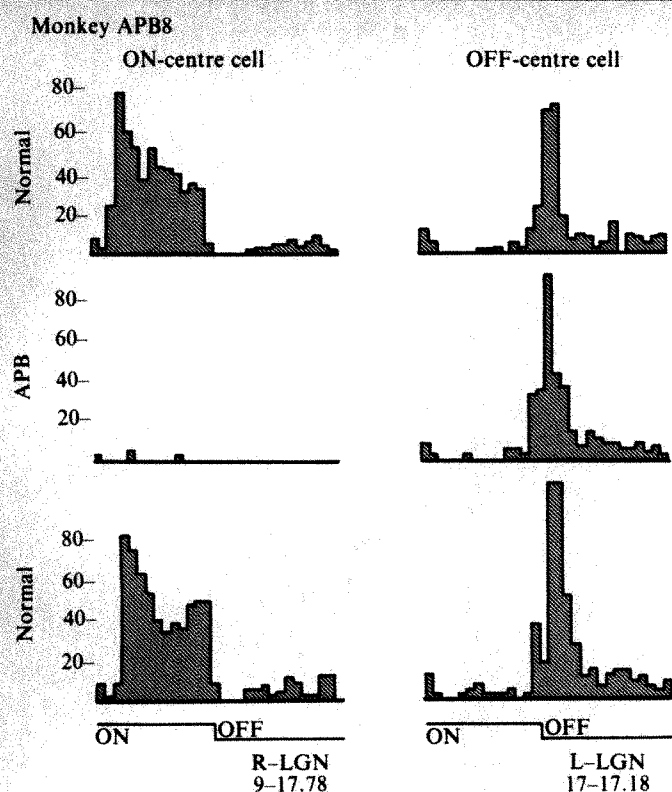 Monkey APB8
ON-centre cell
OFF-centre cell
Normal
80–
60–
40–
20–
APB
80–
60–
40–
20–
Normal
80–
60–
40–
20–
ON
OFF
ON
OFF
R–LGN
9–17.78
L–LGN
17–17.18